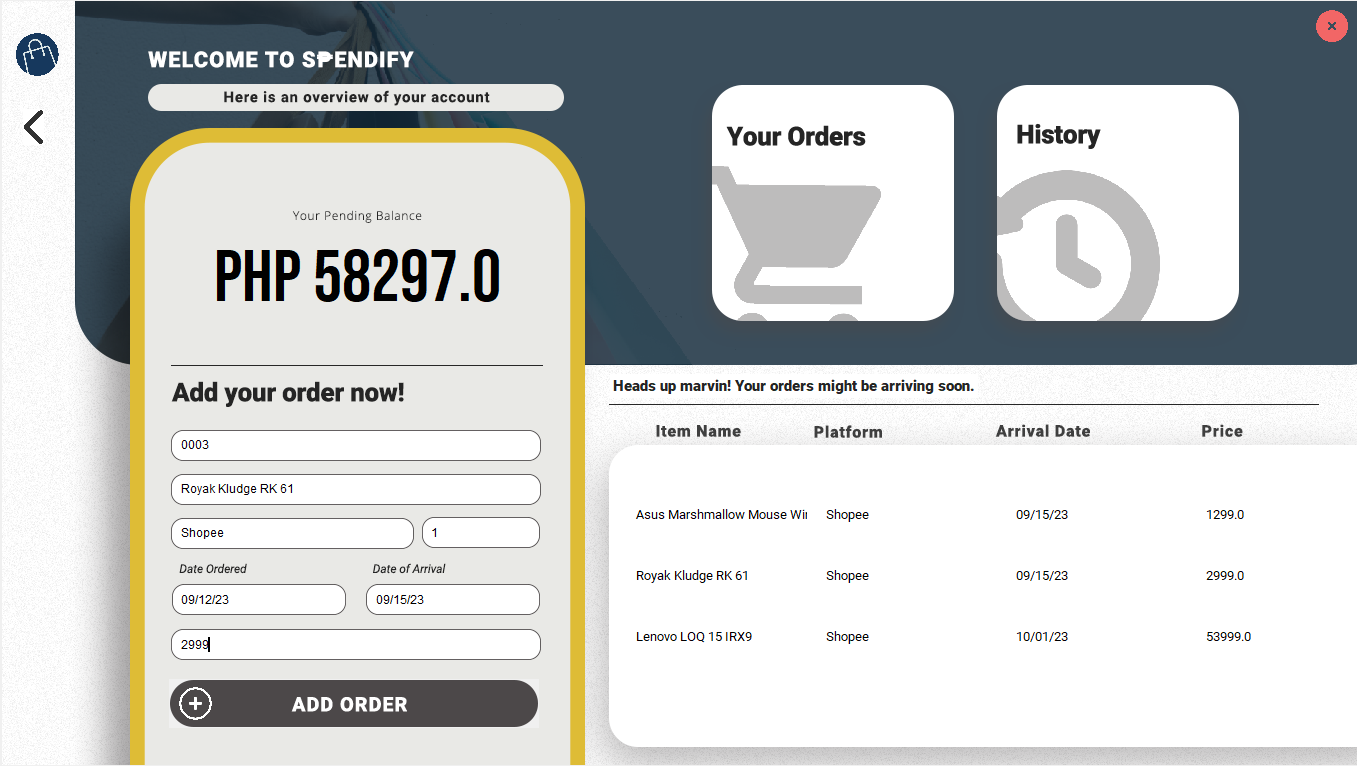 WELCOME TO S₱ENDIFY
Here is an overview of your account
Your Pending Balance
PHP 58297.0
Add your order now!
0003
Royak Kludge RK 61
Shopee 1
Date Ordered Date of Arrival
09/12/23 09/15/23
2999
ADD ORDER
Your Orders
History
Heads up marvin! Your orders might be arriving soon.
Item Name Platform Arrival Date Price
Asus Marshmallow Mouse Wir Shopee 09/15/23 1299.0
Royak Kludge RK 61 Shopee 09/15/23 2999.0
Lenovo LOQ 15 IRX9 Shopee 10/01/23 53999.0